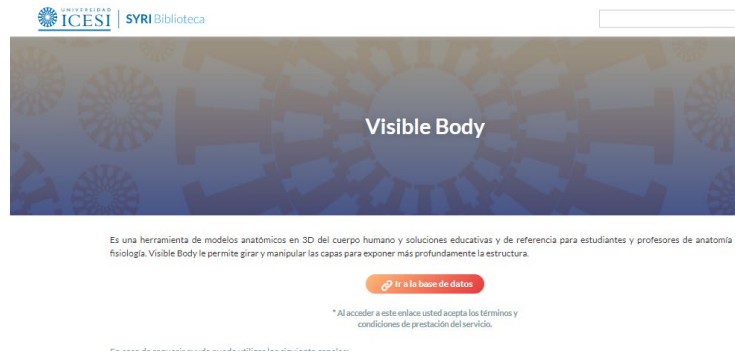 UNIVERSIDAD
ICESI SYRI Biblioteca
Visible Body
Es una herramienta de modelos anatómicos en 3D del cuerpo humano y soluciones educativas y de referencia para estudiantes y profesores de anatomía
fisiología. Visible Body le permite girar y manipular las capas para exponer más profundamente la estructura.
Ir a la base de datos
* Al acceder a este enlace usted acepta los términos y
condiciones de prestación del servicio.